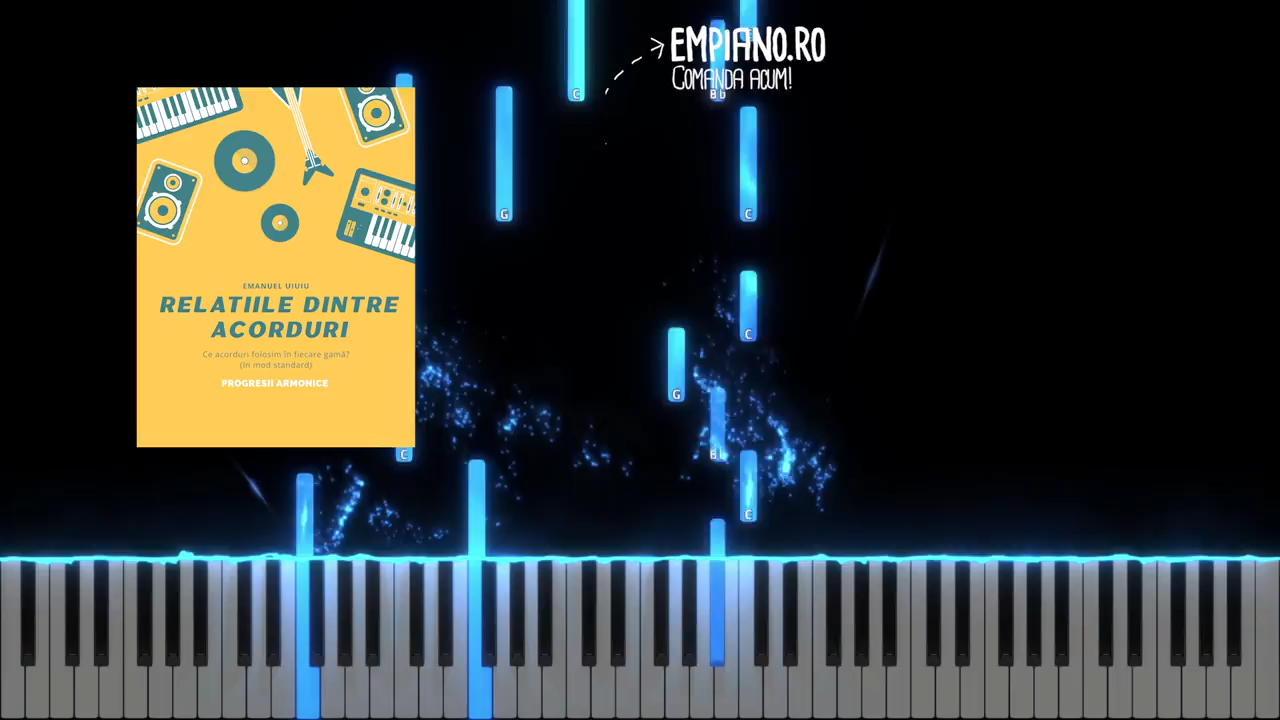 EMPIANO.RO
COMANDA ACUM!
C
Bb
G
C
EMANUEL UIUIU
RELATIILE DINTRE
ACORDURI
Ce acorduri folosim în fiecare gamă?
(în mod standard)
PROGRESII ARMONICE
C
G
Bb
C
C